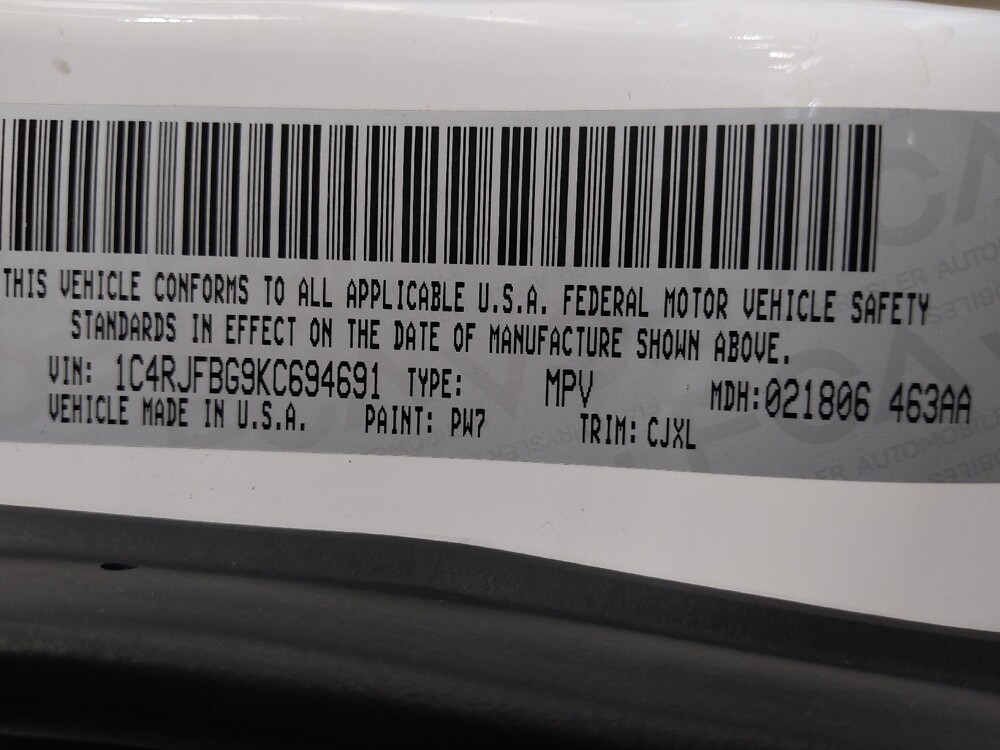 THIS VEHICLE CONFORMS TO ALL APPLICABLE U.S.A. FEDERAL MOTOR VEHICLE SAFETY
STANDARDS IN EFFECT ON THE DATE OF MANUFACTURE SHOWN ABOVE.
VIN: 1C4RJFBG9KC694691 TYPE: MPV MDH:021806 463AA
VEHICLE MADE IN U.S.A. PAINT: PW7 TRIM: CJXL